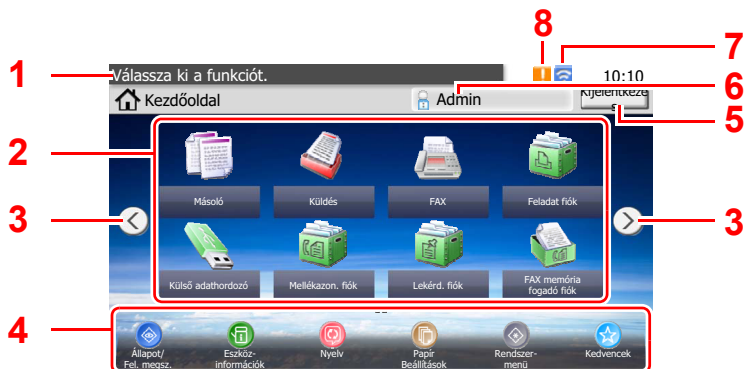 8
7
1
Válassza ki a funkciót.
10:10
6
Kezdőoldal
Admin
Kijelentkezé
s
5
2
Másoló
Küldés
FAX
Feladat fiók
3
3
Külső adathordozó
Mellékazon. fiók
Lekérd. fiók
FAX memória
fogadó fiók
4
Állapot/
Fel. megsz.
Eszköz-
információk
Nyelv
Papír
Beállítások
Rendszer-
menü
Kedvencek